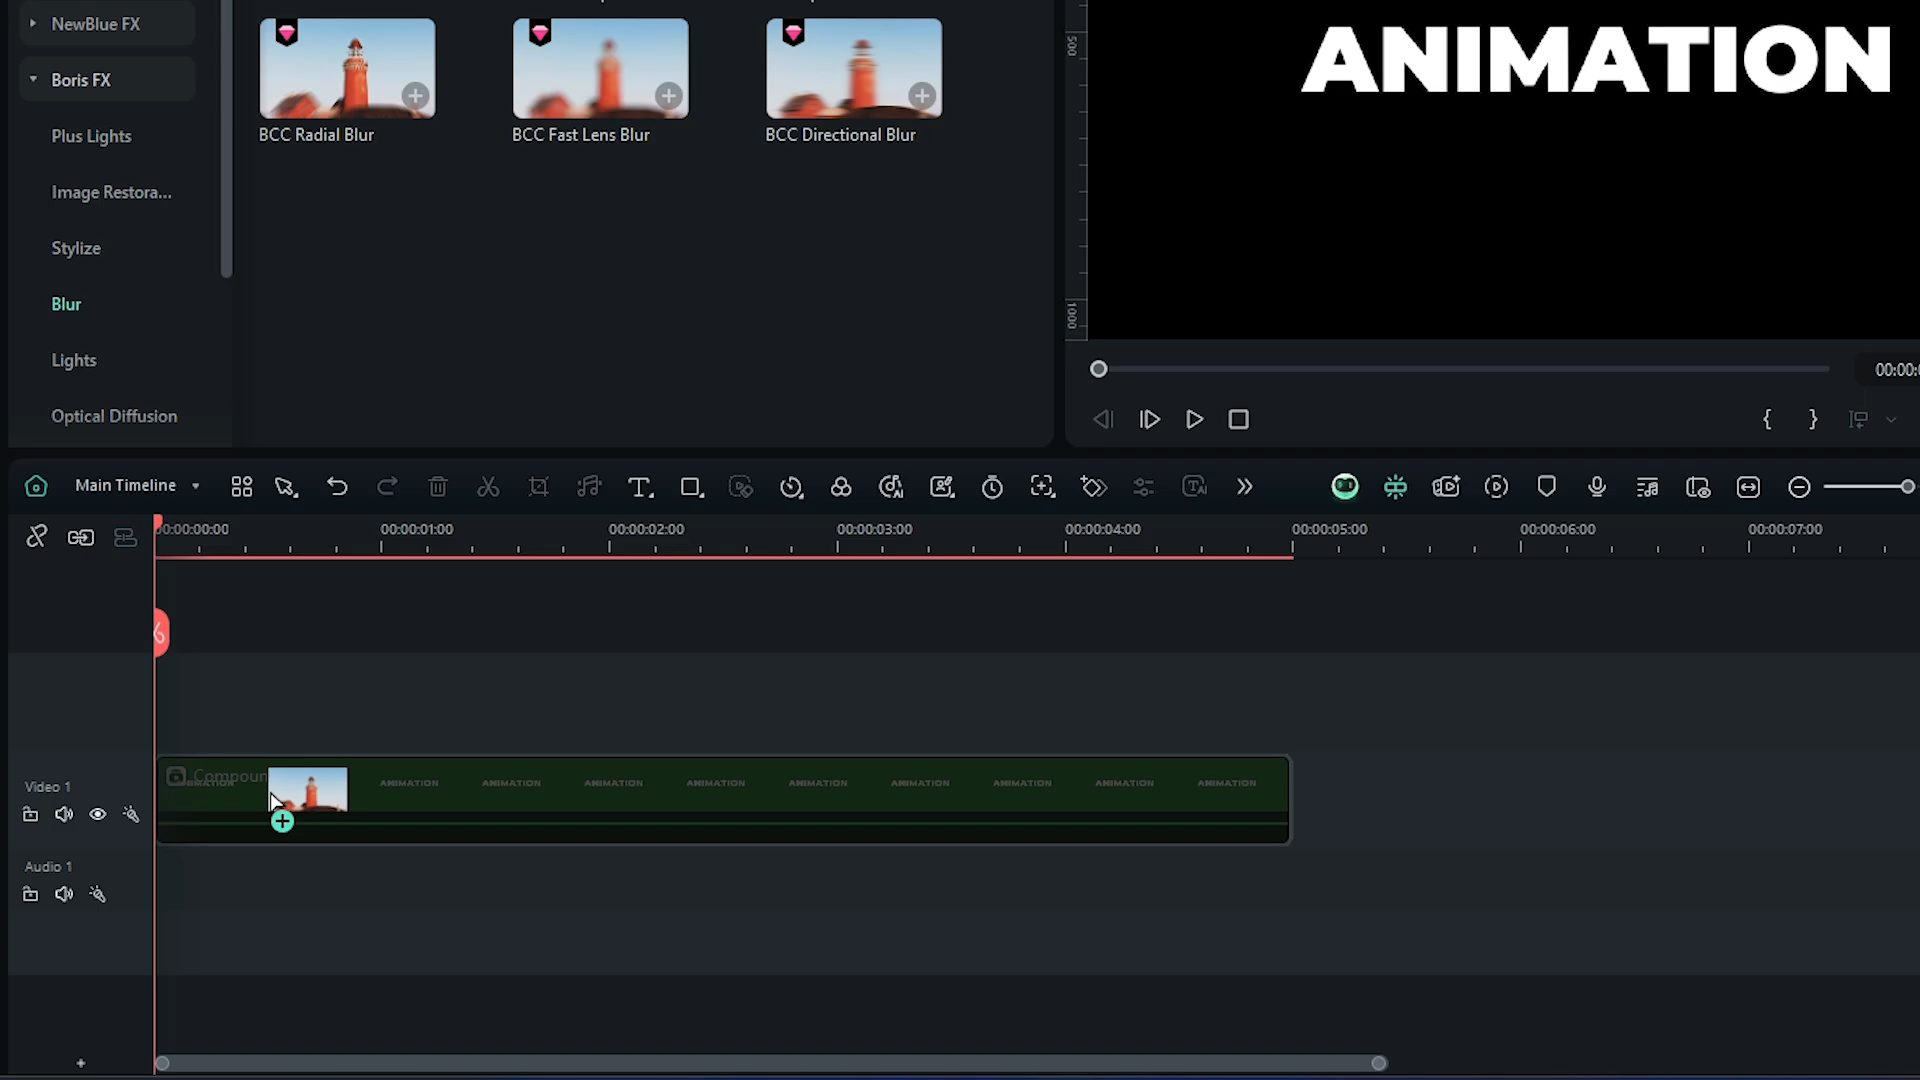 NewBlue FX
Boris FX
Plus Lights
Image Restora...
Stylize
Blur
Lights
Optical Diffusion
BCC Radial Blur
BCC Fast Lens Blur
BCC Directional Blur
500
1000
ANIMATION
00:00:
Main Timeline
00:00:00:00
00:00:01:00
00:00:02:00
00:00:03:00
00:00:04:00
00:00:05:00
00:00:06:00
00:00:07:00
Video 1
Compoun
ANIMATION ANIMATION ANIMATION ANIMATION ANIMATION ANIMATION ANIMATION ANIMATION ANIMATION
Audio 1